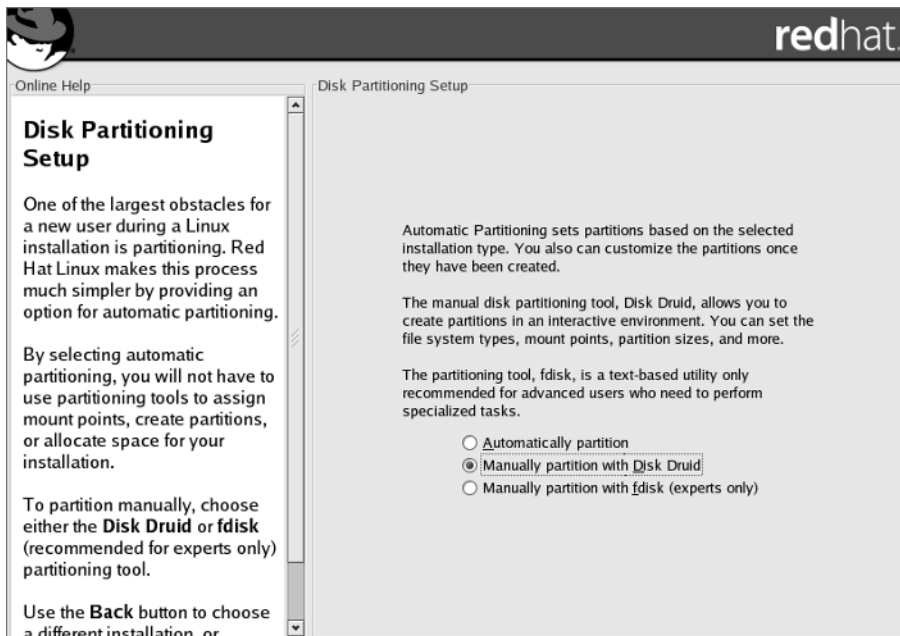 redhat.
Online Help
Disk Partitioning
Setup
One of the largest obstacles for
a new user during a Linux
installation is partitioning. Red
Hat Linux makes this process
much simpler by providing an
option for automatic partitioning.
By selecting automatic
partitioning, you will not have to
use partitioning tools to assign
mount points, create partitions,
or allocate space for your
installation.
To partition manually, choose
either the Disk Druid or fdisk
(recommended for experts only)
partitioning tool.
Use the Back button to choose
a different installation, or
Disk Partitioning Setup
Automatic Partitioning sets partitions based on the selected
installation type. You also can customize the partitions once
they have been created.
The manual disk partitioning tool, Disk Druid, allows you to
create partitions in an interactive environment. You can set the
file system types, mount points, partition sizes, and more.
The partitioning tool, fdisk, is a text-based utility only
recommended for advanced users who need to perform
specialized tasks.
Automatically partition
Manually partition with Disk Druid
Manually partition with fdisk (experts only)